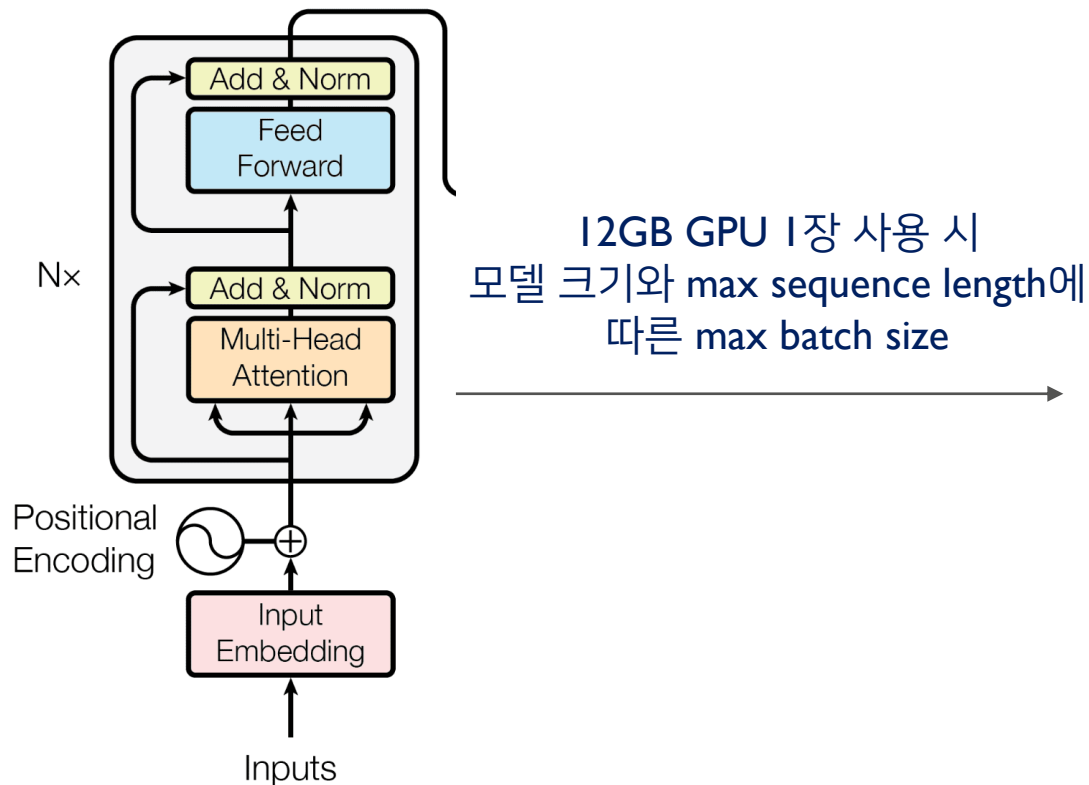 Add & Norm
Feed
Forward
Add & Norm
Multi-Head
Attention
N×
Positional
Encoding
Input
Embedding
Inputs
12GB GPU 1장 사용 시
모델 크기와 max sequence length에
따른 max batch size